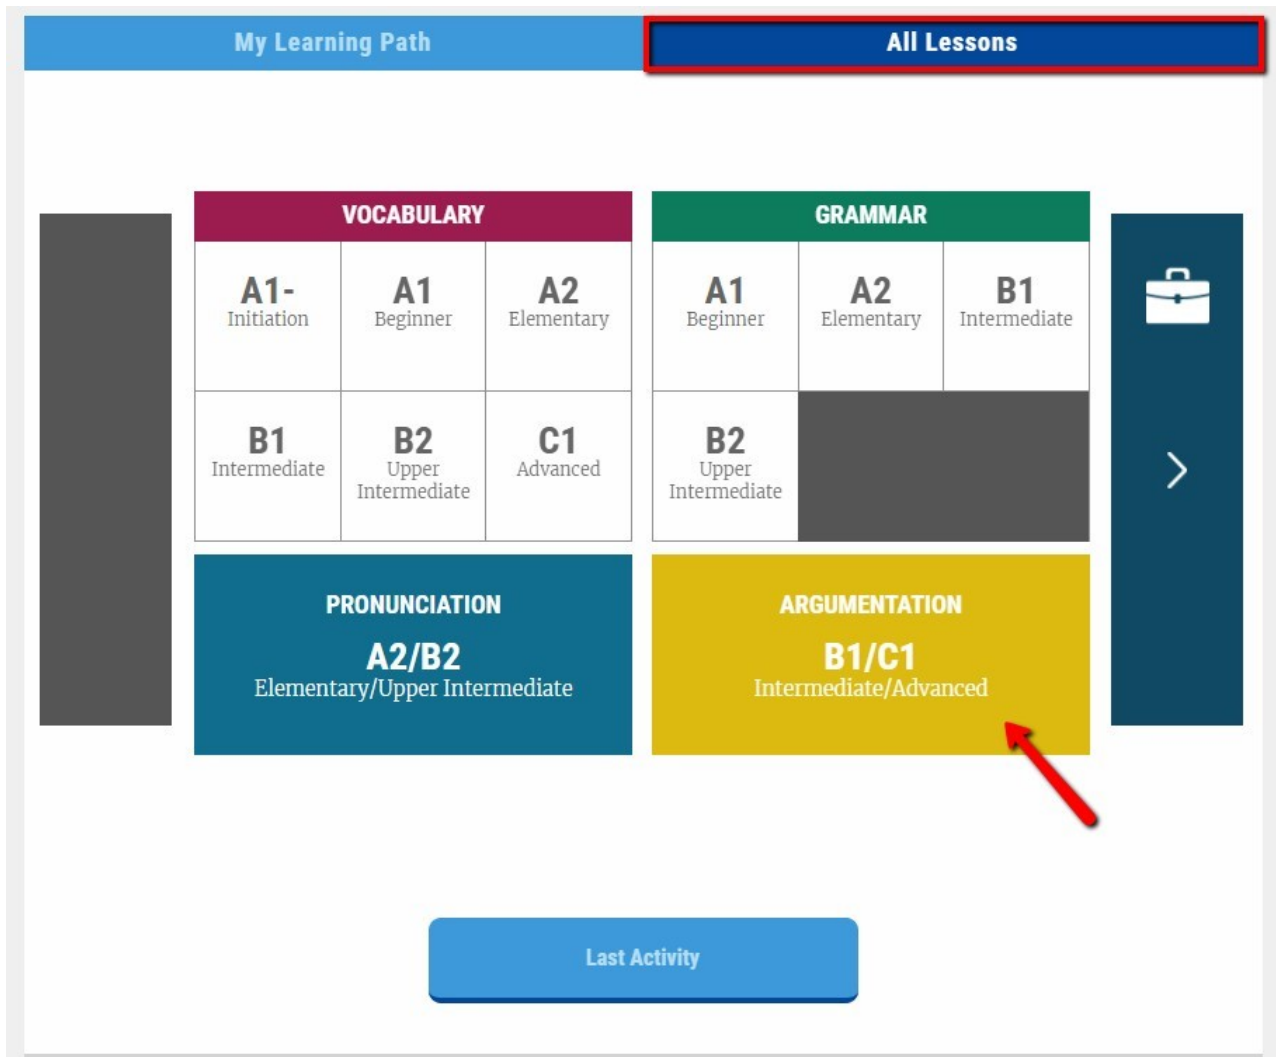 My Learning Path
All Lessons
VOCABULARY
A1-
Initiation
A1
Beginner
A2
Elementary
B1
Intermediate
B2
Upper
Intermediate
C1
Advanced
GRAMMAR
A1
Beginner
A2
Elementary
B1
Intermediate
B2
Upper
Intermediate
PRONUNCIATION
A2/B2
Elementary/Upper Intermediate
ARGUMENTATION
B1/C1
Intermediate/Advanced
Last Activity